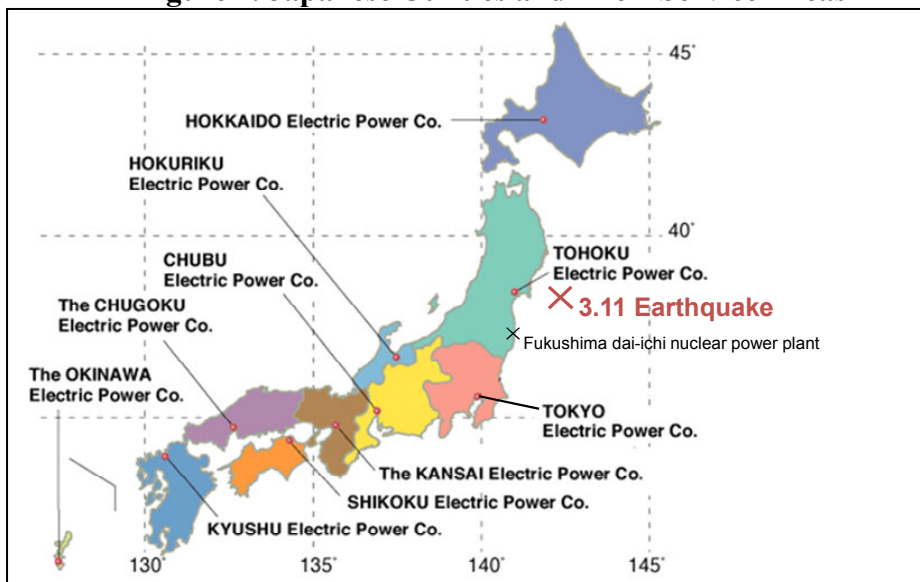 45°
HOKKAIDO Electric Power Co.
HOKURIKU
Electric Power Co.
40°
CHUBU
Electric Power Co.
TOHOKU
Electric Power Co.
The CHUGOKU
Electric Power Co.
3.11 Earthquake
Fukushima dai-ichi nuclear power plant
The OKINAWA
Electric Power Co.
TOKYO
Electric Power Co.
The KANSAI Electric Power Co.
SHIKOKU Electric Power Co.
KYUSHU Electric Power Co.
130°
135°
140°
145°